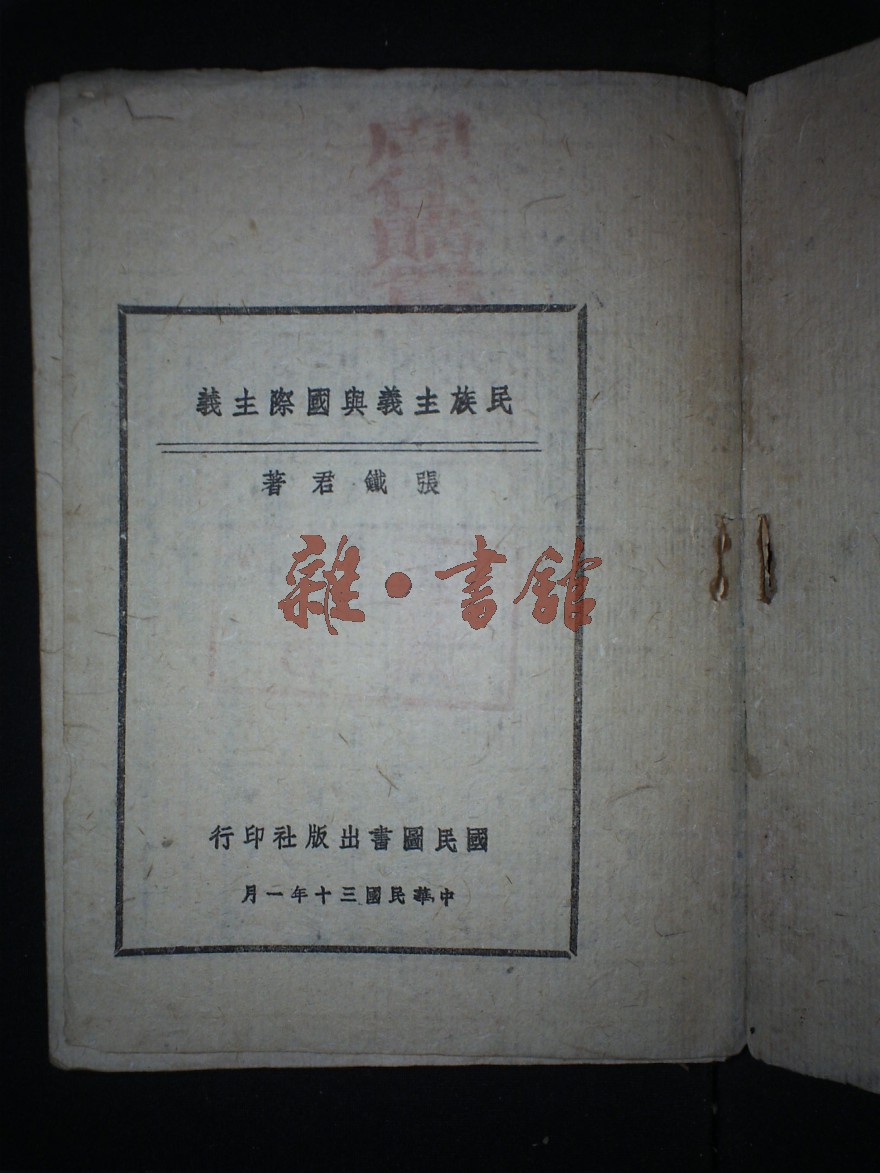 民族主義與國際主義
張鐵君著
雜·書館
國民圖書出版社印行
中華民國三十年一月